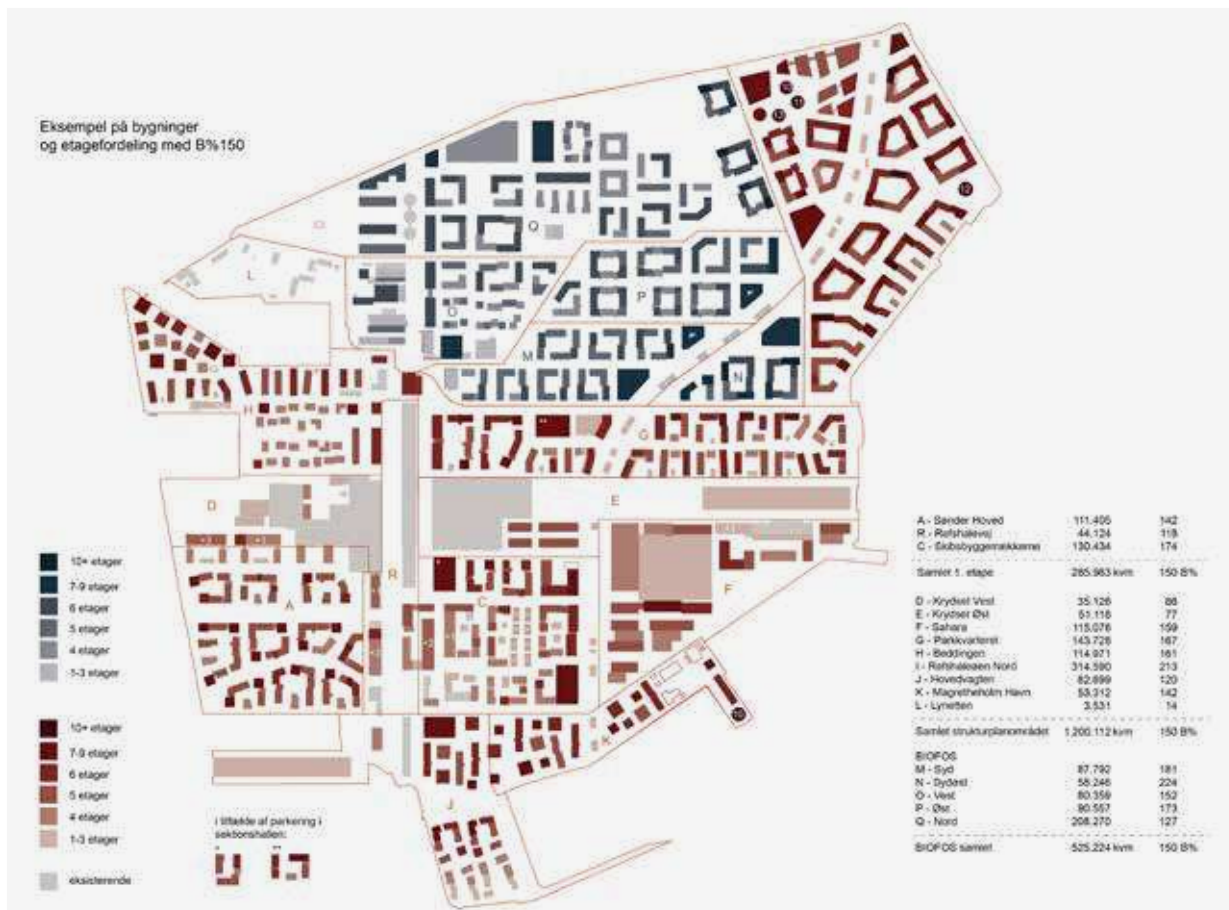 Eksempel på bygninger
og etagefordeling med B%150
Q
L
O
P
M
N
H
G
D
E
R
A
C
F
K
J
12
10
10+ etager
7-9 etager
6 etager
5 etager
4 etager
1-3 etager
10+ etager
7-9 etager
6 etager
5 etager
4 etager
1-3 etager
eksisterende
i tilfælde af parkering i
sektionshallen:
A - Sønder Hoved 111.405 142
R - Refshalevej 44.124 118
C - Skibsbyggerrækkerne 130.434 174
Samlet 1. etape 285.963 kvm 150 B%
D - Krydset Vest 35.126 86
E - Krydset Øst 51.116 77
F - Sahara 115.076 159
G - Parkkvarteret 143.726 167
H - Beddingen 114.971 161
I - Refshaleøen Nord 314.590 213
J - Hovedvagten 82.699 120
K - Magretheholm Havn 53.312 142
L - Lynetten 3.531 14
Samlet strukturplanområdet 1.200.112 kvm 150 B%
BIOFOS
M - Syd 87.792 181
N - Sydøst 58.246 224
O - Vest 80.359 152
P - Øst 90.557 173
Q - Nord 208.270 127
BIOFOS samlet 525.224 kvm 150 B%